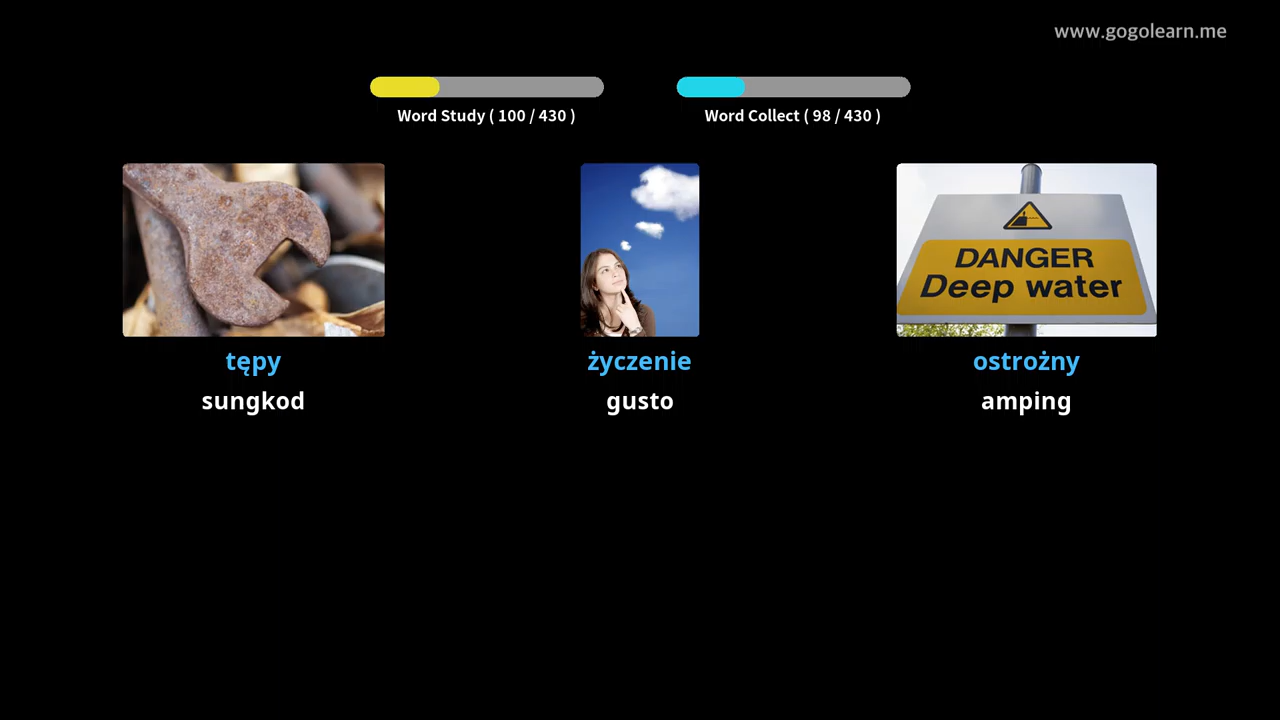 www.gogolearn.me
Word Study ( 100 / 430 )
Word Collect ( 98 / 430 )
DANGER
Deep water
tępy
życzenie
ostrożny
sungkod
gusto
amping